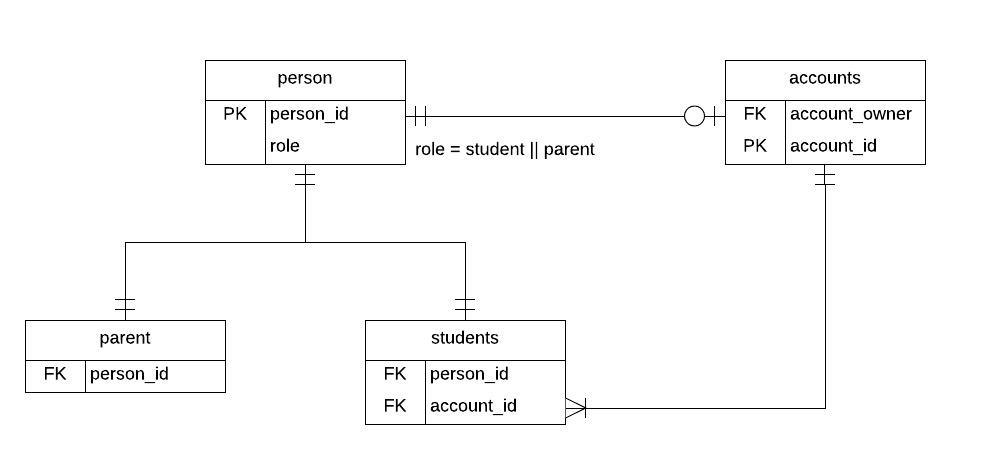 person
PK person_id
role
accounts
FK account_owner
PK account_id
role = student || parent
parent
FK person_id
students
FK person_id
FK account_id